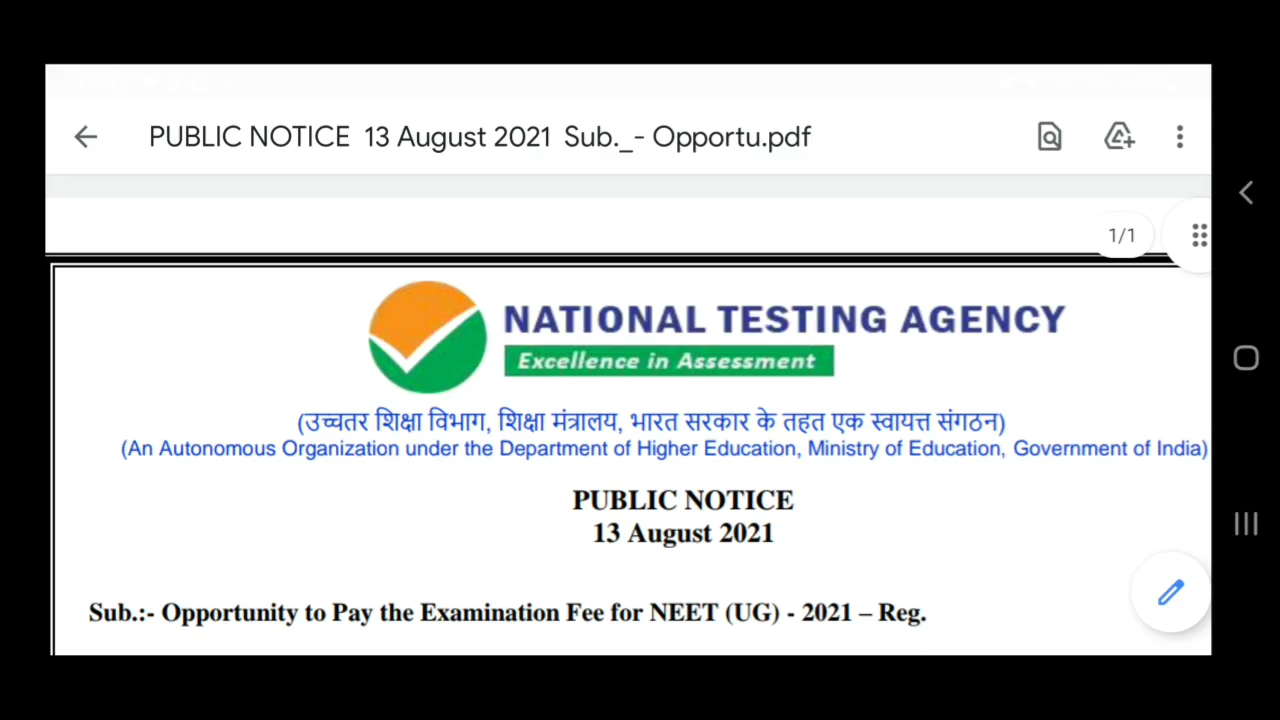 PUBLIC NOTICE 13 August 2021 Sub._- Opportu.pdf
1/1
NATIONAL TESTING AGENCY
Excellence in Assessment
(उच्चतर शिक्षा विभाग, शिक्षा मंत्रालय, भारत सरकार के तहत एक स्वायत्त संगठन)
(An Autonomous Organization under the Department of Higher Education, Ministry of Education, Government of India)
PUBLIC NOTICE
13 August 2021
Sub.:- Opportunity to Pay the Examination Fee for NEET (UG) - 2021 – Reg.